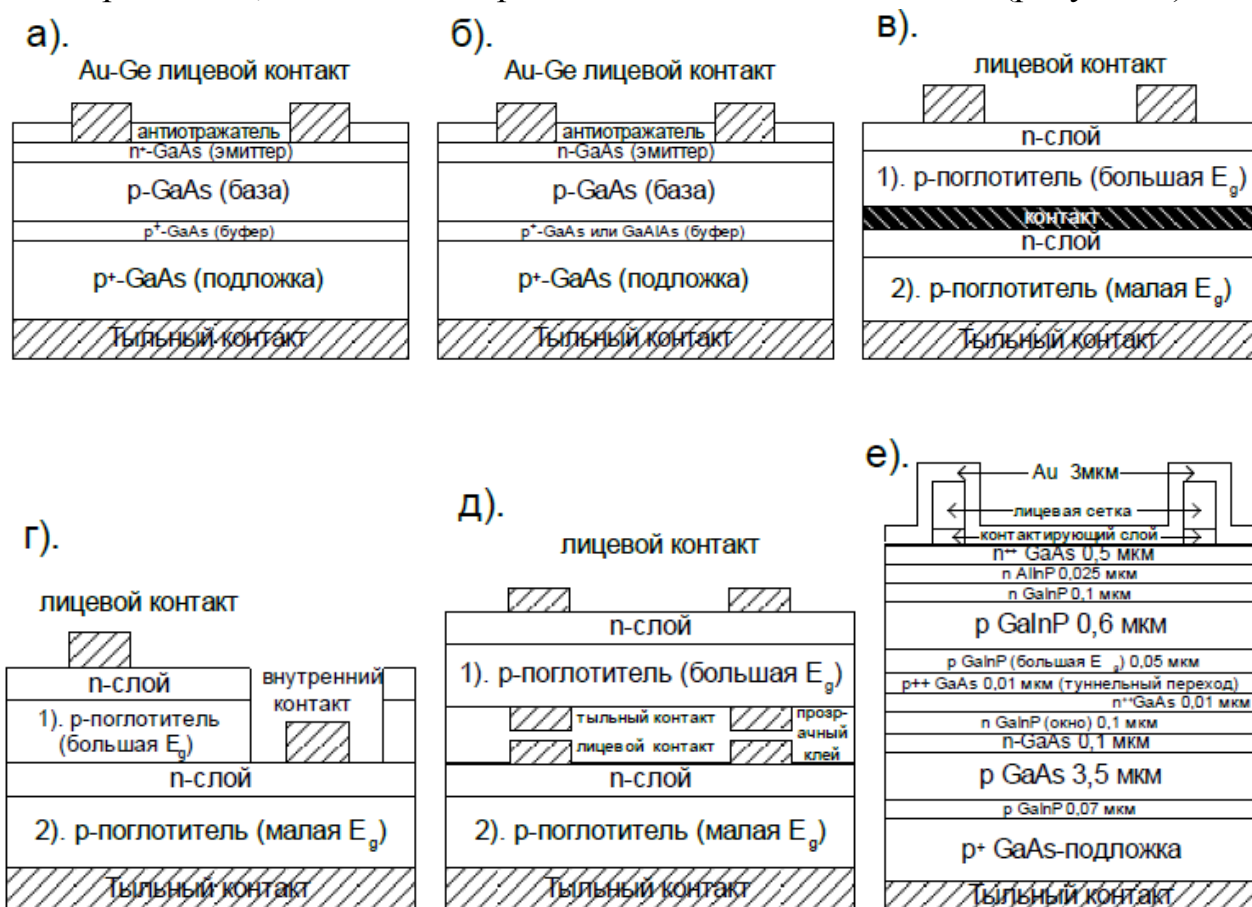 а).
Au-Ge лицевой контакт
антиотражатель
n⁺-GaAs (эмиттер)
p-GaAs (база)
p⁺-GaAs (буфер)
p⁺-GaAs (подложка)
Тыльный контакт
б).
Au-Ge лицевой контакт
антиотражатель
n-GaAs (эмиттер)
p-GaAs (база)
p⁺-GaAs или GaAlAs (буфер)
p⁺-GaAs (подложка)
Тыльный контакт
в).
лицевой контакт
n-слой
1). p-поглотитель (большая E_g)
контакт
n-слой
2). p-поглотитель (малая E_g)
Тыльный контакт
г).
лицевой контакт
n-слой
1). p-поглотитель
(большая E_g)
внутренний
контакт
n-слой
2). p-поглотитель (малая E_g)
Тыльный контакт
д).
лицевой контакт
n-слой
1). p-поглотитель (большая E_g)
тыльный контакт
лицевой контакт
прозр-
ачный
клей
n-слой
2). p-поглотитель (малая E_g)
Тыльный контакт
е).
Au 3мкм
лицевая сетка
контактирующий слой
n⁺⁺ GaAs 0,5 мкм
n AlInP 0,025 мкм
n GaInP 0,1 мкм
p GaInP 0,6 мкм
p GaInP (большая E_g) 0,05 мкм
p++ GaAs 0,01 мкм (туннельный переход)
n⁺⁺GaAs 0,01 мкм
n GaInP (окно) 0,1 мкм
n-GaAs 0,1 мкм
p GaAs 3,5 мкм
p GaInP 0,07 мкм
p⁺ GaAs-подложка
Тыльный контакт